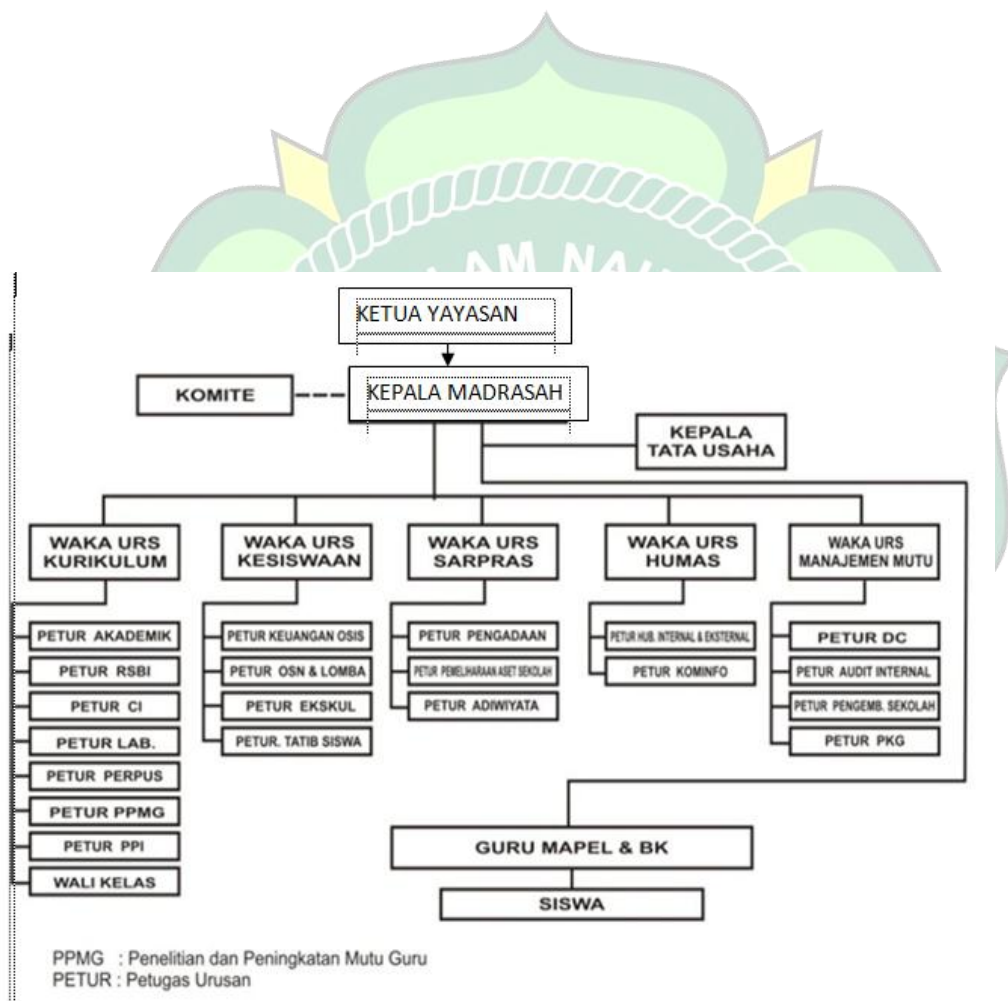 LAM NA
KETUA YAYASAN
KOMITE
KEPALA MADRASAH
KEPALA
TATA USAHA
WAKA URS
KURIKULUM
WAKA URS
KESISWAAN
WAKA URS
SARPRAS
WAKA URS
HUMAS
WAKA URS
MANAJEMEN MUTU
PETUR AKADEMIK
PETUR RSBI
PETUR CI
PETUR LAB.
PETUR PERPUS
PETUR PPMG
PETUR PPI
WALI KELAS
PETUR KEUANGAN OSIS
PETUR OSN & LOMBA
PETUR EKSKUL
PETUR. TATIB SISWA
PETUR PENGADAAN
PETUR PEMELIHARAAN ASET SEKOLAH
PETUR ADIWIYATA
PETUR HUB. INTERNAL & EKSTERNAL
PETUR KOMINFO
PETUR DC
PETUR AUDIT INTERNAL
PETUR PENGEMB. SEKOLAH
PETUR PKG
GURU MAPEL & BK
SISWA
PPMG : Penelitian dan Peningkatan Mutu Guru
PETUR : Petugas Urusan